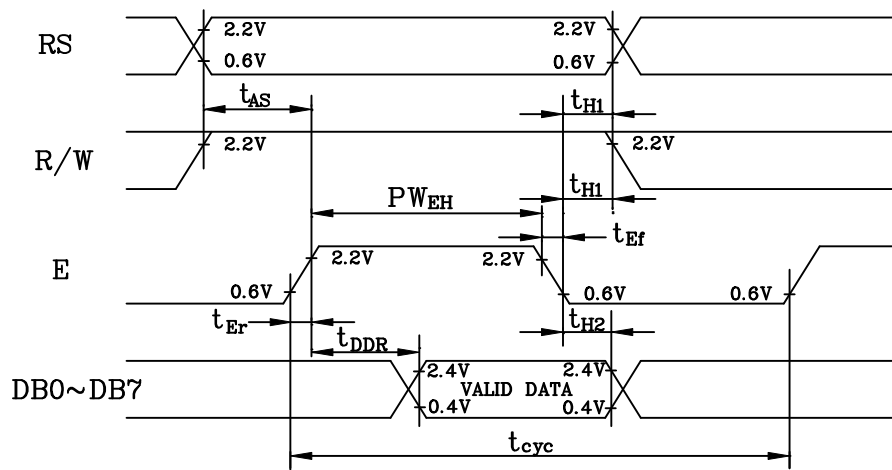 RS
2.2V 2.2V
0.6V 0.6V
tAS tH1
R/W
2.2V 2.2V
tH1
PWEH
tEf
E
2.2V 2.2V
0.6V 0.6V 0.6V
tEr tH2
tDDR
DB0~DB7
2.4V VALID DATA 2.4V
0.4V 0.4V
tcyc